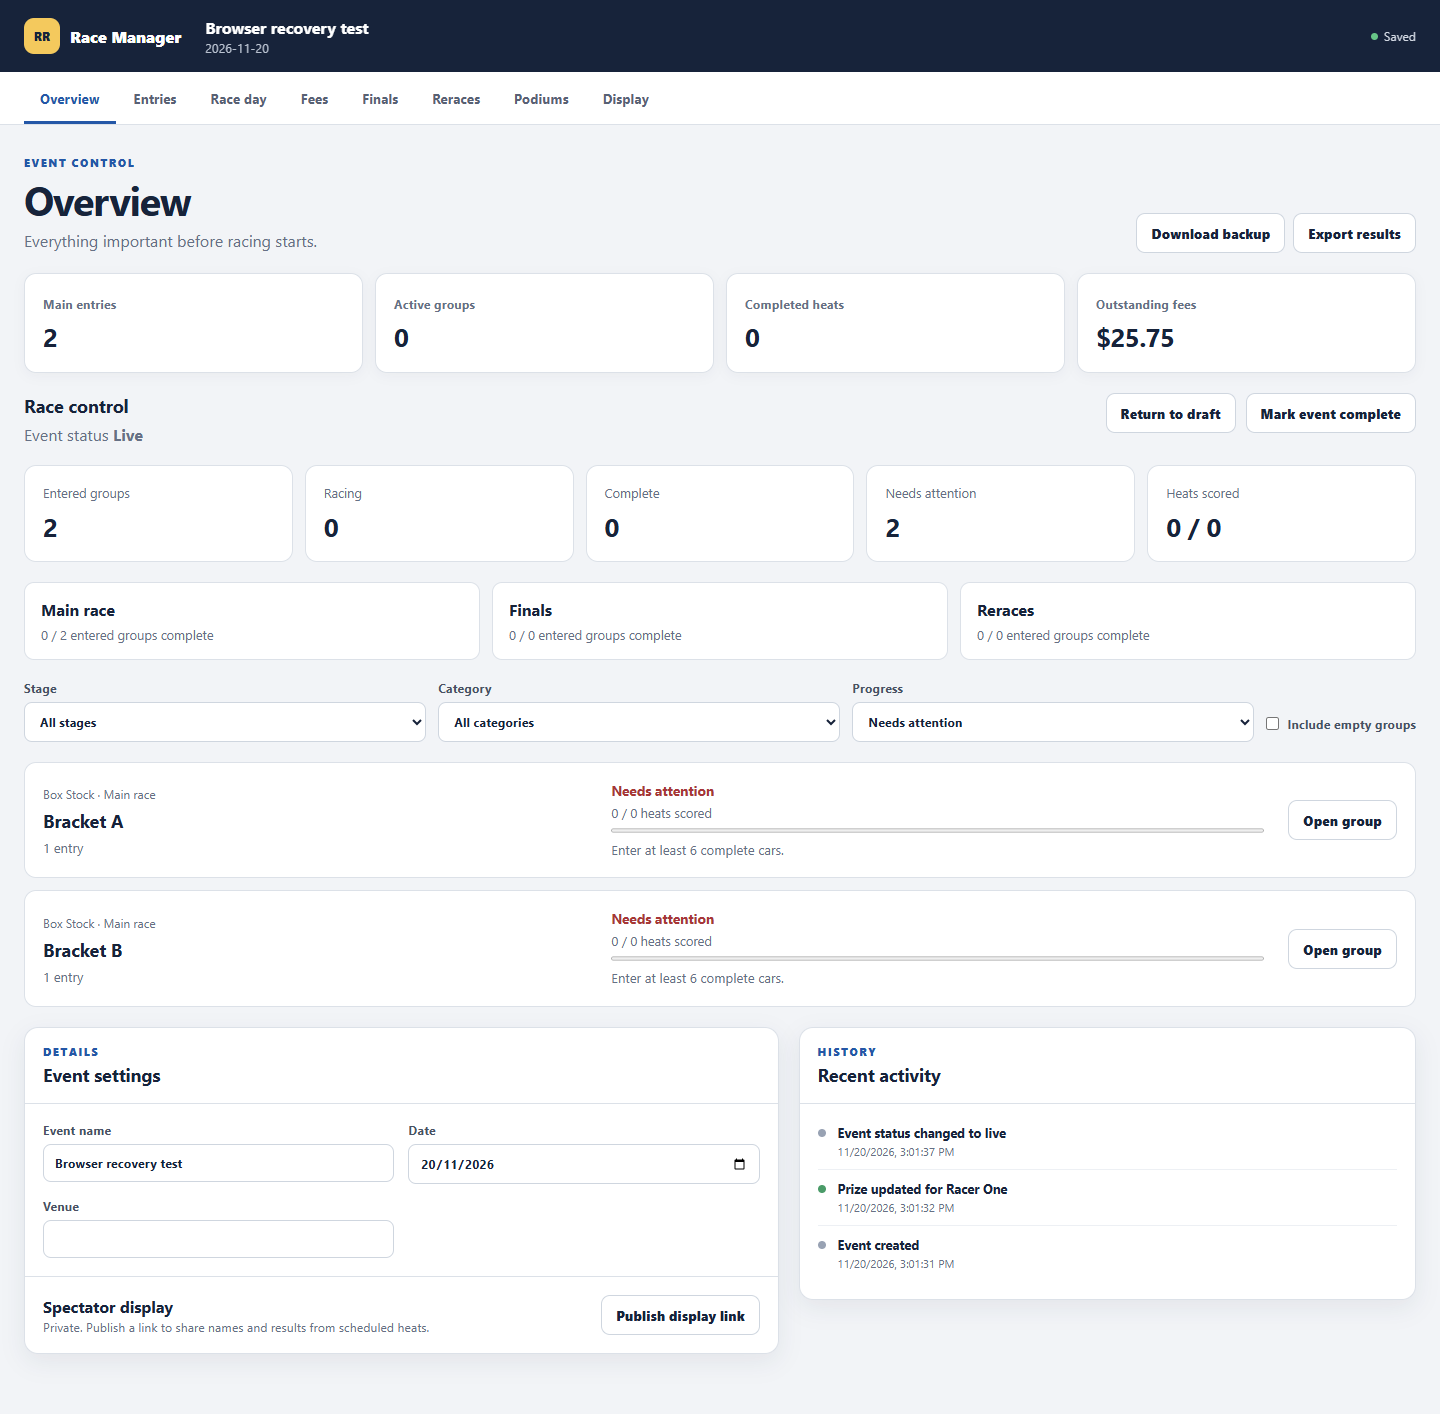 RR
Race Manager
Browser recovery test
2026-11-20
Saved
Overview
Entries
Race day
Fees
Finals
Reraces
Podiums
Display
EVENT CONTROL
Overview
Everything important before racing starts.
Download backup
Export results
Main entries
2
Active groups
0
Completed heats
0
Outstanding fees
$25.75
Race control
Event status Live
Return to draft
Mark event complete
Entered groups
2
Racing
0
Complete
0
Needs attention
2
Heats scored
0 / 0
Main race
0 / 2 entered groups complete
Finals
0 / 0 entered groups complete
Reraces
0 / 0 entered groups complete
Stage
All stages
Category
All categories
Progress
Needs attention
Include empty groups
Box Stock · Main race
Bracket A
1 entry
Needs attention
0 / 0 heats scored
Enter at least 6 complete cars.
Open group
Box Stock · Main race
Bracket B
1 entry
Needs attention
0 / 0 heats scored
Enter at least 6 complete cars.
Open group
DETAILS
Event settings
Event name
Browser recovery test
Date
20/11/2026
Venue
Spectator display
Private. Publish a link to share names and results from scheduled heats.
Publish display link
HISTORY
Recent activity
Event status changed to live
11/20/2026, 3:01:37 PM
Prize updated for Racer One
11/20/2026, 3:01:32 PM
Event created
11/20/2026, 3:01:31 PM